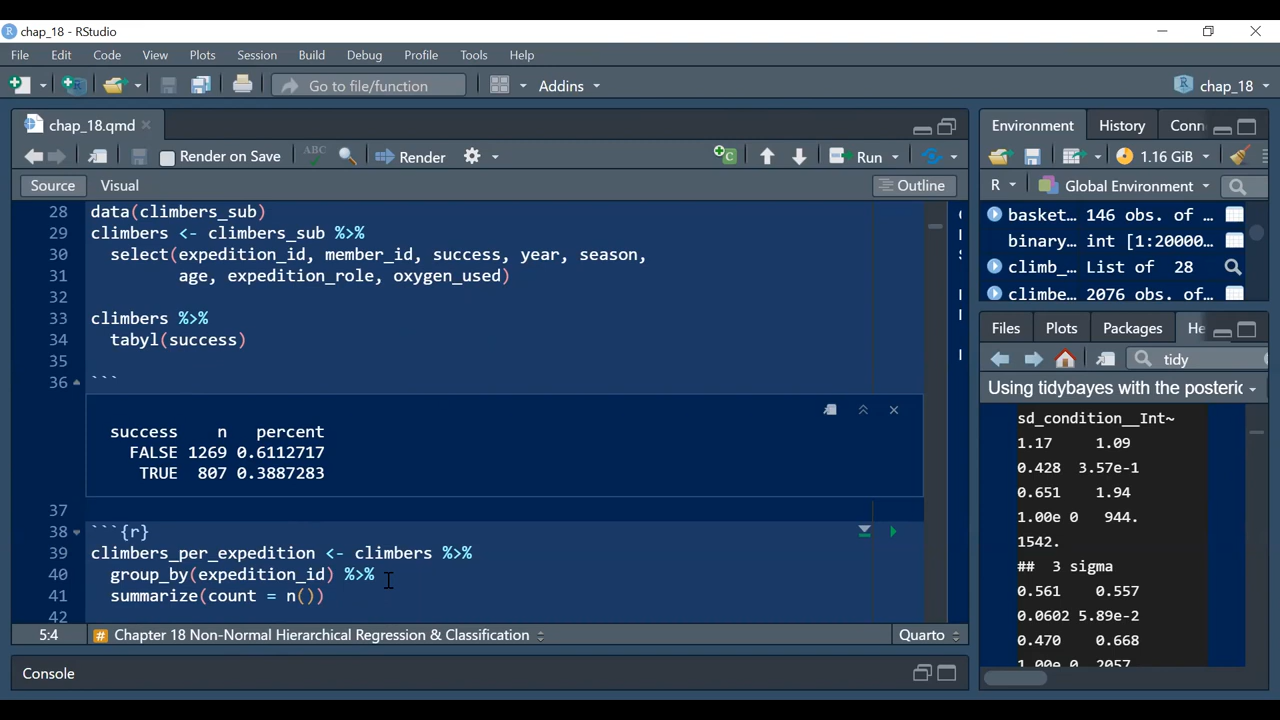 chap_18 - RStudio
File Edit Code View Plots Session Build Debug Profile Tools Help
Go to file/function Addins chap_18
chap_18.qmd
Render on Save ABC Render Run
Source Visual Outline
28 data(climbers_sub)
29 climbers <- climbers_sub %>%
30 select(expedition_id, member_id, success, year, season,
31 age, expedition_role, oxygen_used)
32
33 climbers %>%
34 tabyl(success)
35
36 ```
success n percent
FALSE 1269 0.6112717
TRUE 807 0.3887283
37
38 ```{r}
39 climbers_per_expedition <- climbers %>%
40 group_by(expedition_id) %>%
41 summarize(count = n())
42
5:4 # Chapter 18 Non-Normal Hierarchical Regression & Classification Quarto
Console
Environment History Conn
1.16 GiB
R Global Environment
basket... 146 obs. of ...
binary... int [1:20000...
climb_... List of 28
climbe... 2076 obs. of...
Files Plots Packages He
tidy
Using tidybayes with the posteric
sd_condition__Int~
1.17 1.09
0.428 3.57e-1
0.651 1.94
1.00e 0 944.
1542.
## 3 sigma
0.561 0.557
0.0602 5.89e-2
0.470 0.668
1.00e 0 2057.